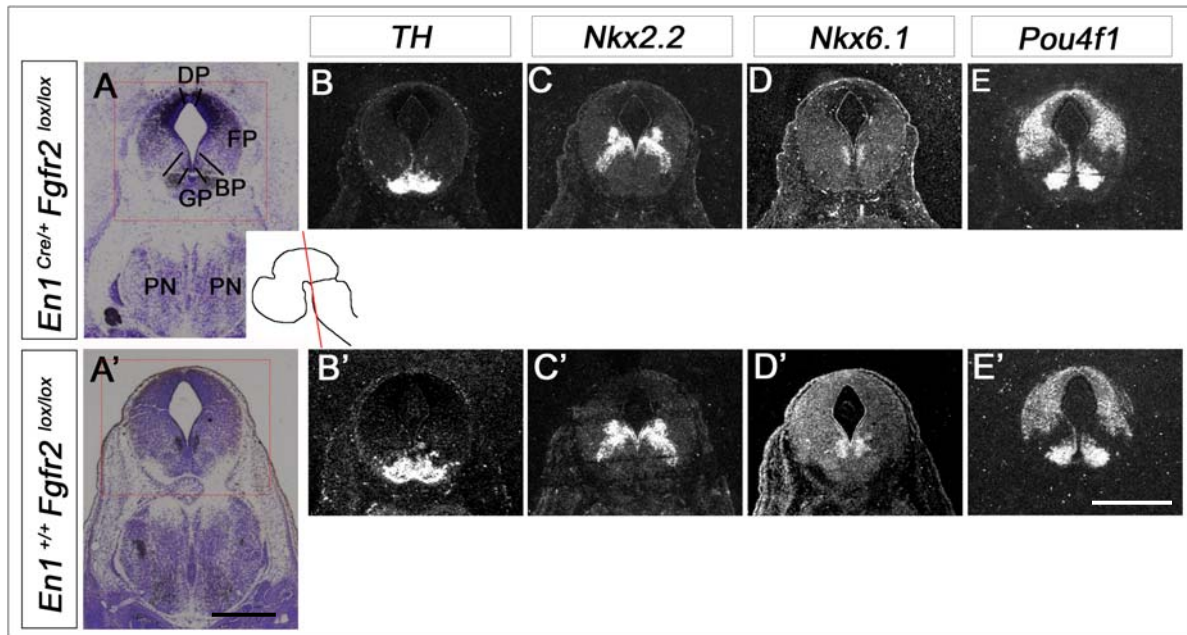 TH Nkx2.2 Nkx6.1 Pou4f1
En1 Cre/+ Fgfr2 lox/lox
A B C D E
DP
FP
BP
GP
PN PN
En1 +/+ Fgfr2 lox/lox
A' B' C' D' E'